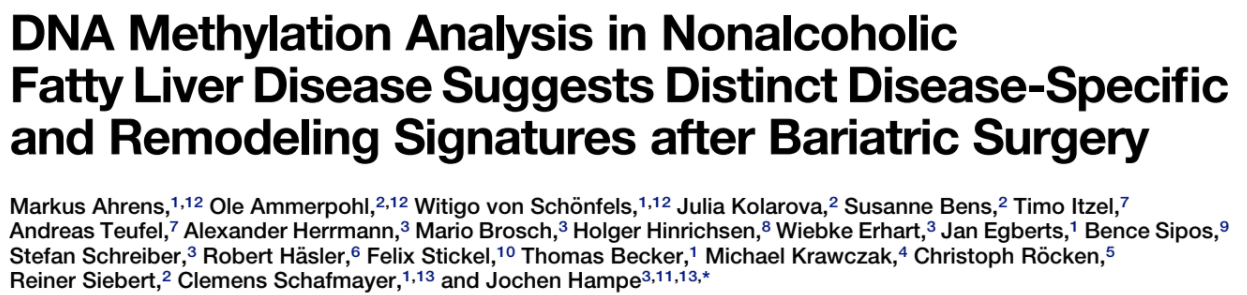 DNA Methylation Analysis in Nonalcoholic
Fatty Liver Disease Suggests Distinct Disease-Specific
and Remodeling Signatures after Bariatric Surgery
Markus Ahrens,1,12 Ole Ammerpohl,2,12 Witigo von Schönfels,1,12 Julia Kolarova,2 Susanne Bens,2 Timo Itzel,7
Andreas Teufel,7 Alexander Herrmann,3 Mario Brosch,3 Holger Hinrichsen,8 Wiebke Erhart,3 Jan Egberts,1 Bence Sipos,9
Stefan Schreiber,3 Robert Häsler,6 Felix Stickel,10 Thomas Becker,1 Michael Krawczak,4 Christoph Röcken,5
Reiner Siebert,2 Clemens Schafmayer,1,13 and Jochen Hampe3,11,13,*